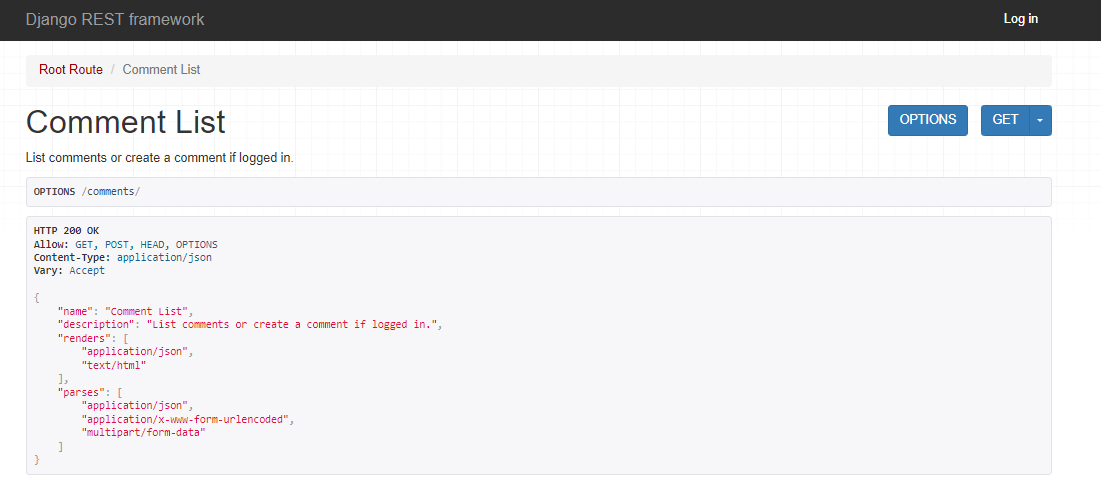 Django REST framework Log in
Root Route / Comment List
Comment List OPTIONS GET
List comments or create a comment if logged in.
OPTIONS /comments/
HTTP 200 OK
Allow: GET, POST, HEAD, OPTIONS
Content-Type: application/json
Vary: Accept
{
    "name": "Comment List",
    "description": "List comments or create a comment if logged in.",
    "renders": [
        "application/json",
        "text/html"
    ],
    "parses": [
        "application/json",
        "application/x-www-form-urlencoded",
        "multipart/form-data"
    ]
}